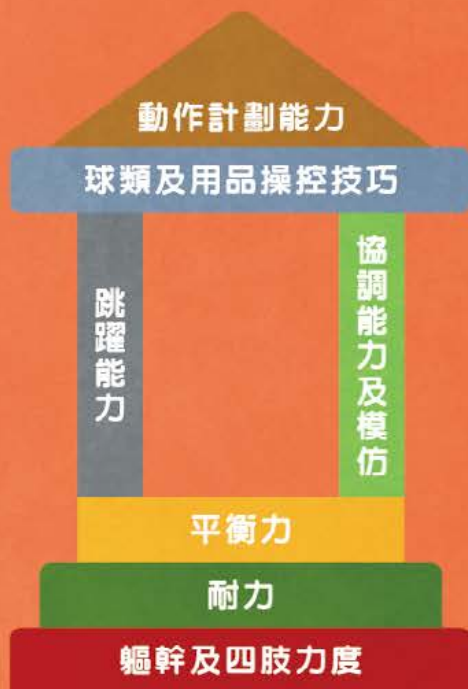 動作計劃能力
球類及用品操控技巧
跳躍能力
協調能力及模仿
平衡力
耐力
軀幹及四肢力度